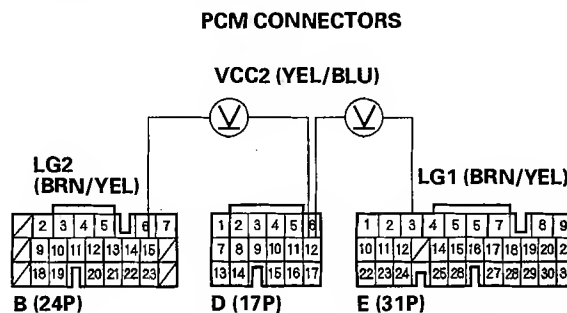 PCM CONNECTORS
VCC2 (YEL/BLU)
LG2
(BRN/YEL)
LG1 (BRN/YEL)
2 3 4 5 6 7 1 2 3 4 5 6 1 2 3 4 5 6 7 8 9
9 10 11 12 13 14 15 7 8 9 10 11 12 10 11 12 14 15 16 17 18 19 20
18 19 20 21 22 23 13 14 15 16 17 22 23 24 25 26 27 28 29 30
B (24P) D (17P) E (31P)